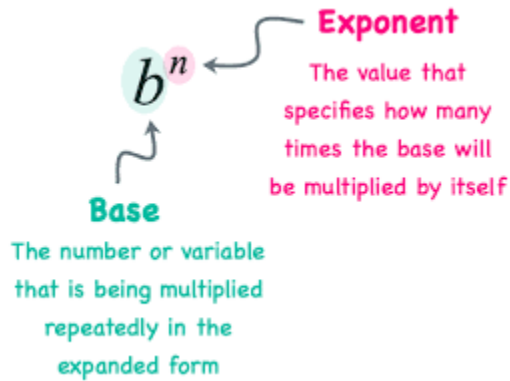 bⁿ
Exponent
The value that
specifies how many
times the base will
be multiplied by itself
Base
The number or variable
that is being multiplied
repeatedly in the
expanded form